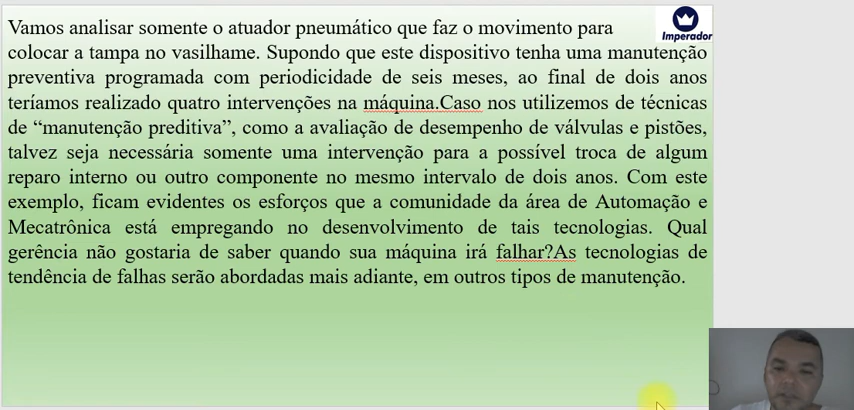 Vamos analisar somente o atuador pneumático que faz o movimento para
Imperador
colocar a tampa no vasilhame. Supondo que este dispositivo tenha uma manutenção
preventiva programada com periodicidade de seis meses, ao final de dois anos
teríamos realizado quatro intervenções na máquina.Caso nos utilizemos de técnicas
de “manutenção preditiva”, como a avaliação de desempenho de válvulas e pistões,
talvez seja necessária somente uma intervenção para a possível troca de algum
reparo interno ou outro componente no mesmo intervalo de dois anos. Com este
exemplo, ficam evidentes os esforços que a comunidade da área de Automação e
Mecatrônica está empregando no desenvolvimento de tais tecnologias. Qual
gerência não gostaria de saber quando sua máquina irá falhar?As tecnologias de
tendência de falhas serão abordadas mais adiante, em outros tipos de manutenção.